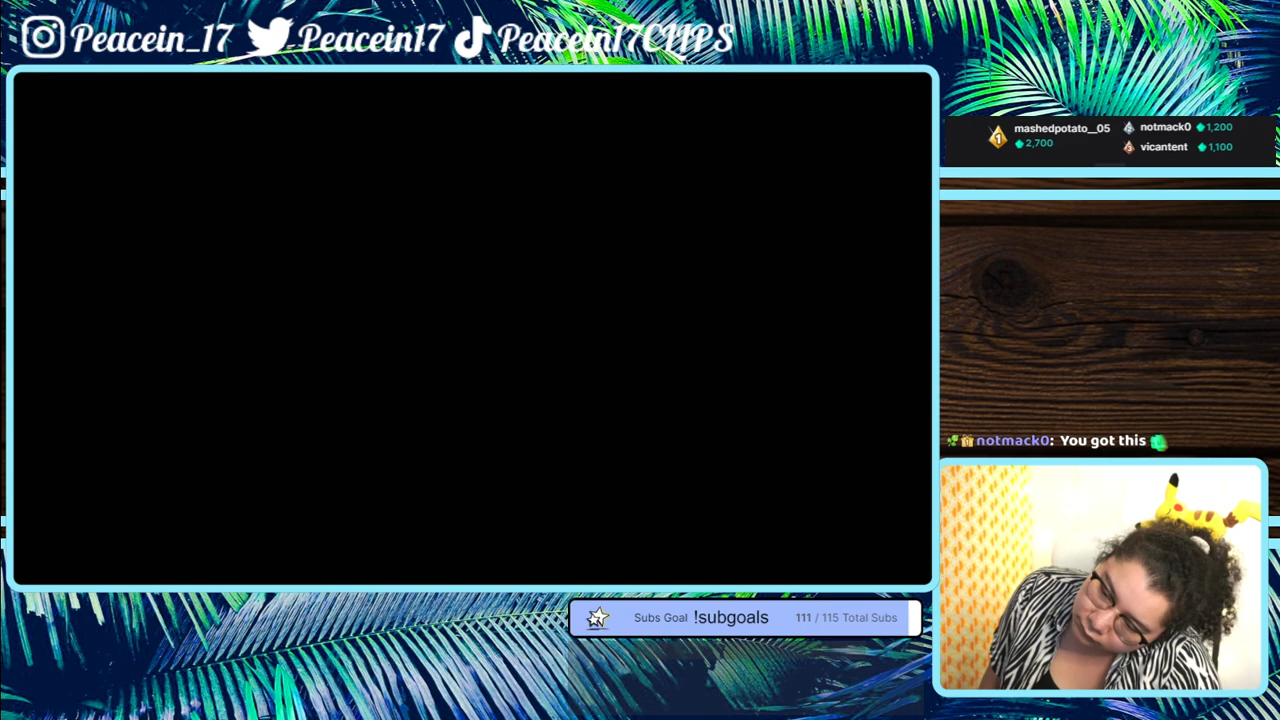 Peacein_17 Peacein17 Peacein17ClIPS
mashedpotato__05
2,700
notmack0 1,200
vicantent 1,100
notmack0: You got this
Subs Goal !subgoals 111 / 115 Total Subs